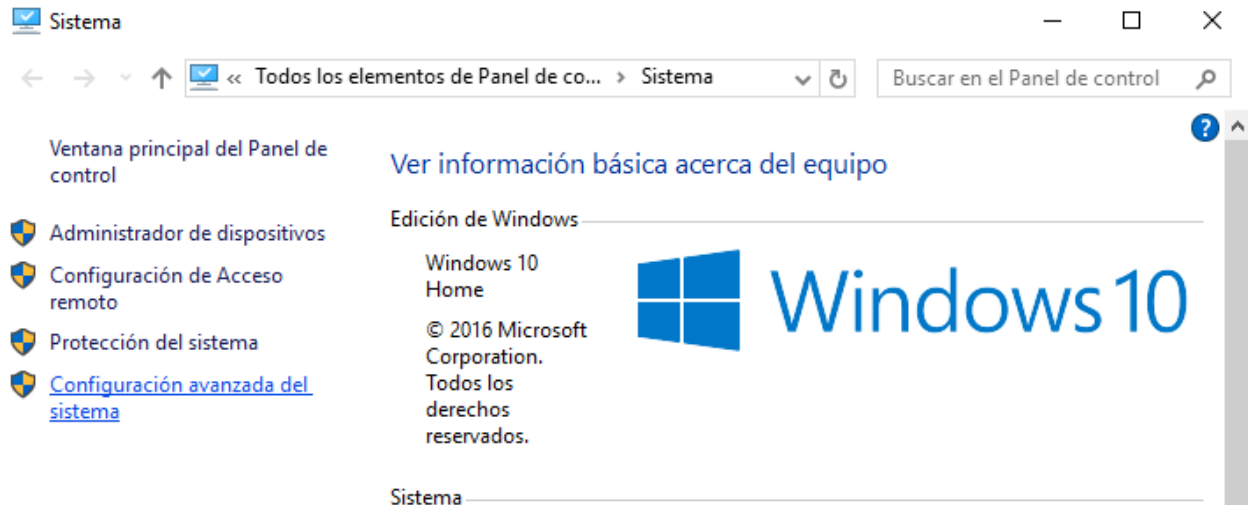 Sistema
« Todos los elementos de Panel de co... › Sistema
Buscar en el Panel de control
Ventana principal del Panel de
control
Administrador de dispositivos
Configuración de Acceso
remoto
Protección del sistema
Configuración avanzada del
sistema
?
Ver información básica acerca del equipo
Edición de Windows
Windows 10
Home
© 2016 Microsoft
Corporation.
Todos los
derechos
reservados.
Windows 10
Sistema